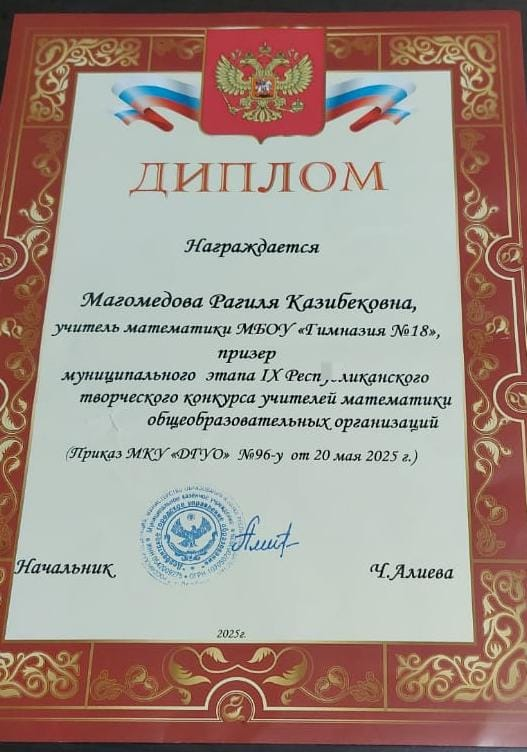 ДИПЛОМ
Награждается
Магомедова Рагиля Казибековна,
учитель математики МБОУ «Гимназия №18»,
призер
муниципального этапа IX Республиканского
творческого конкурса учителей математики
общеобразовательных организаций
(Приказ МКУ «ДГУО» №96-у от 20 мая 2025 г.)
Начальник
Ч.Алиева
2025г.